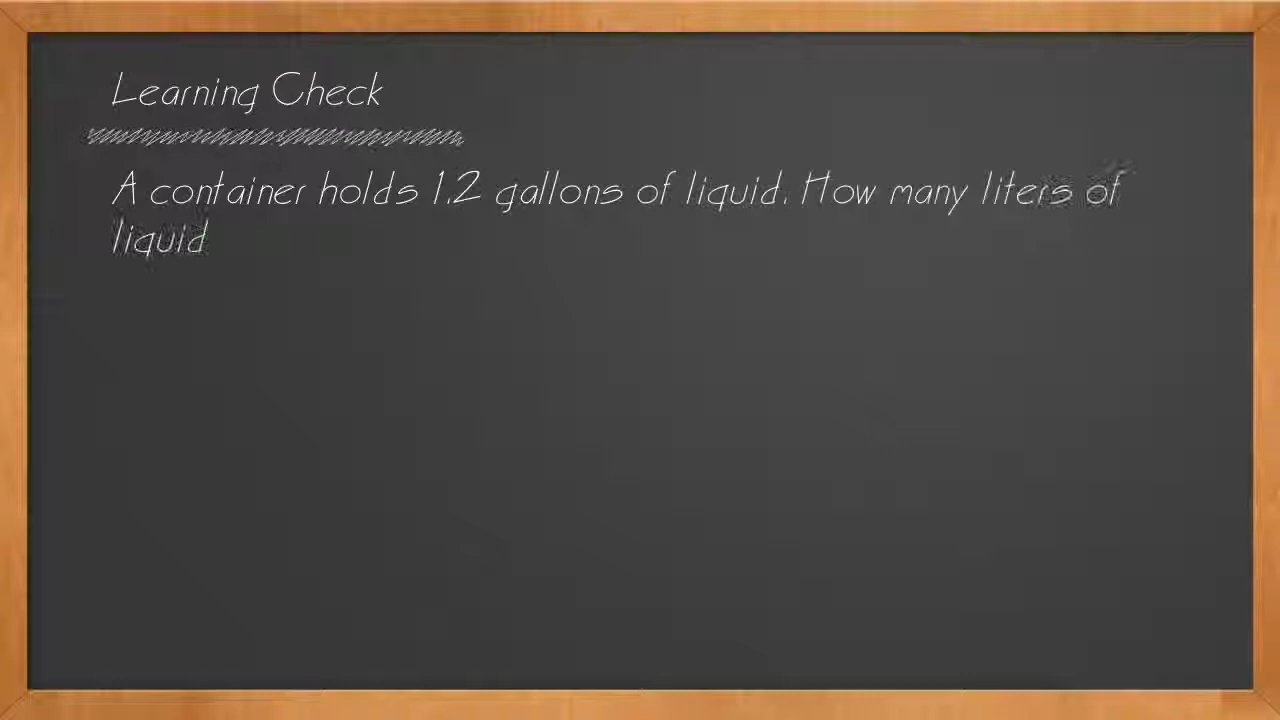 Learning Check
A container holds 1.2 gallons of liquid. How many liters of
liquid